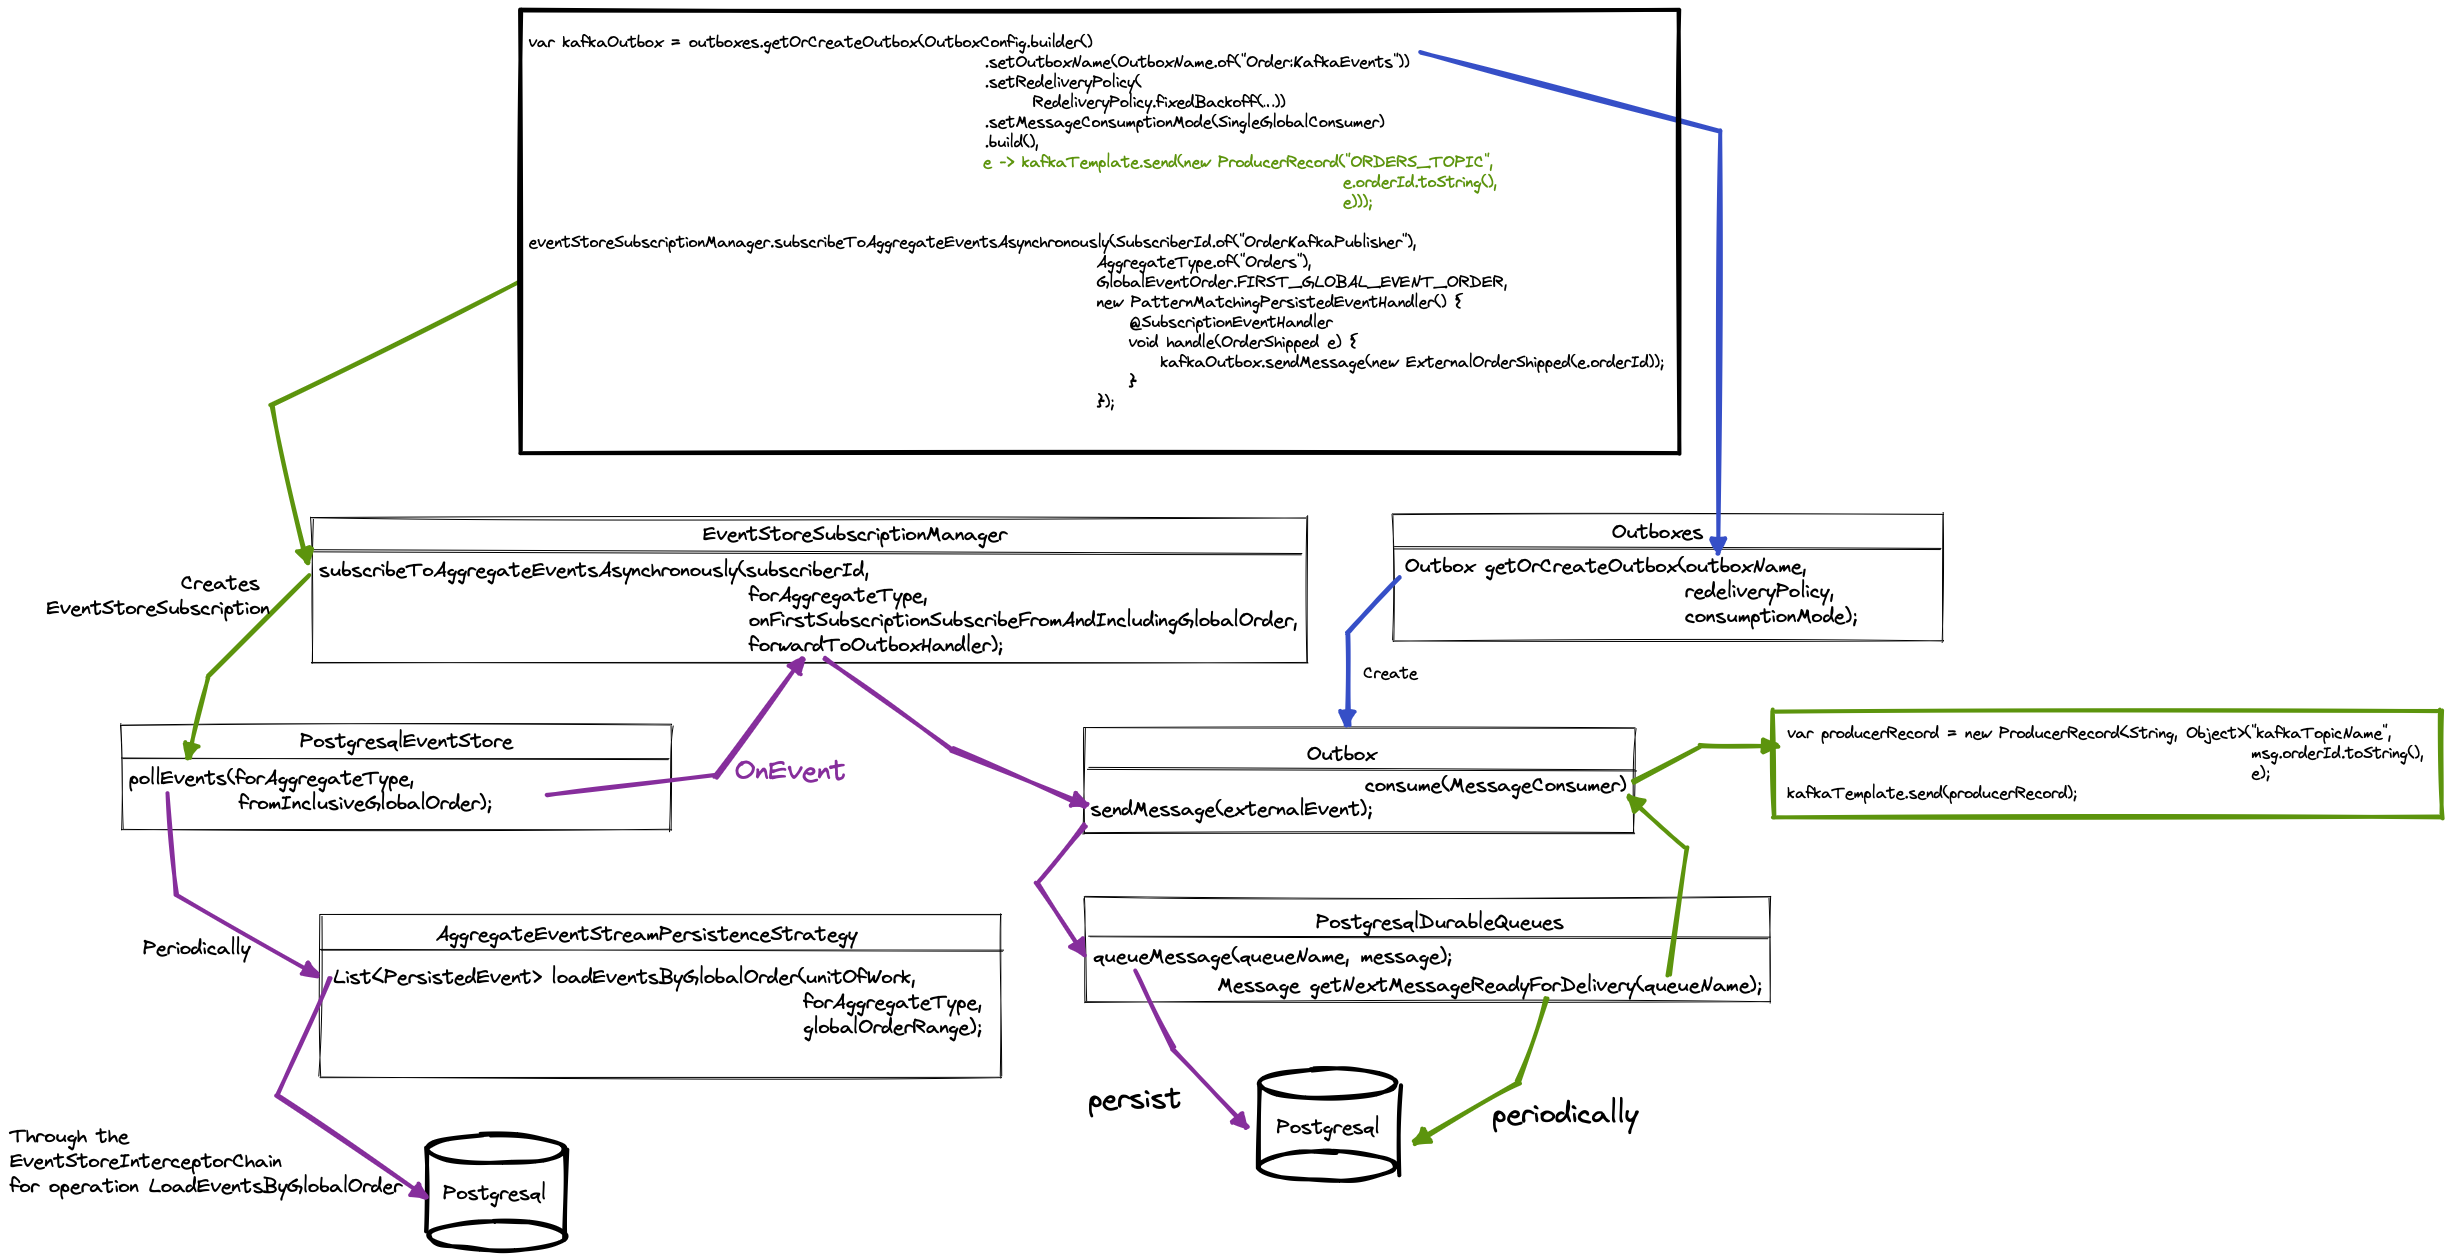 var kafkaOutbox = outboxes.getOrCreateOutbox(OutboxConfig.builder()
.setOutboxName(OutboxName.of("Order:KafkaEvents"))
.setRedeliveryPolicy(
RedeliveryPolicy.fixedBackoff(...))
.setMessageConsumptionMode(SingleGlobalConsumer)
.build(),
e -> kafkaTemplate.send(new ProducerRecord("ORDERS_TOPIC",
e.orderId.toString(),
e)));
eventStoreSubscriptionManager.subscribeToAggregateEventsAsynchronously(SubscriberId.of("OrderKafkaPublisher"),
AggregateType.of("Orders"),
GlobalEventOrder.FIRST_GLOBAL_EVENT_ORDER,
new PatternMatchingPersistedEventHandler() {
@SubscriptionEventHandler
void handle(OrderShipped e) {
kafkaOutbox.sendMessage(new ExternalOrderShipped(e.orderId));
}
});
EventStoreSubscriptionManager
subscribeToAggregateEventsAsynchronously(subscriberId,
forAggregateType,
onFirstSubscriptionSubscribeFromAndIncludingGlobalOrder,
forwardToOutboxHandler);
Outboxes
Outbox getOrCreateOutbox(outboxName,
redeliveryPolicy,
consumptionMode);
Creates
EventStoreSubscription
Create
PostgresqlEventStore
pollEvents(forAggregateType,
fromInclusiveGlobalOrder);
OnEvent
Outbox
consume(MessageConsumer)
sendMessage(externalEvent);
var producerRecord = new ProducerRecord<String, Object>("kafkaTopicName",
msg.orderId.toString(),
e);
kafkaTemplate.send(producerRecord);
Periodically
AggregateEventStreamPersistenceStrategy
List<PersistedEvent> loadEventsByGlobalOrder(unitOfWork,
forAggregateType,
globalOrderRange);
PostgresqlDurableQueues
queueMessage(queueName, message);
Message getNextMessageReadyForDelivery(queueName);
persist
Postgresql
periodically
Through the
EventStoreInterceptorChain
for operation LoadEventsByGlobalOrder
Postgresql